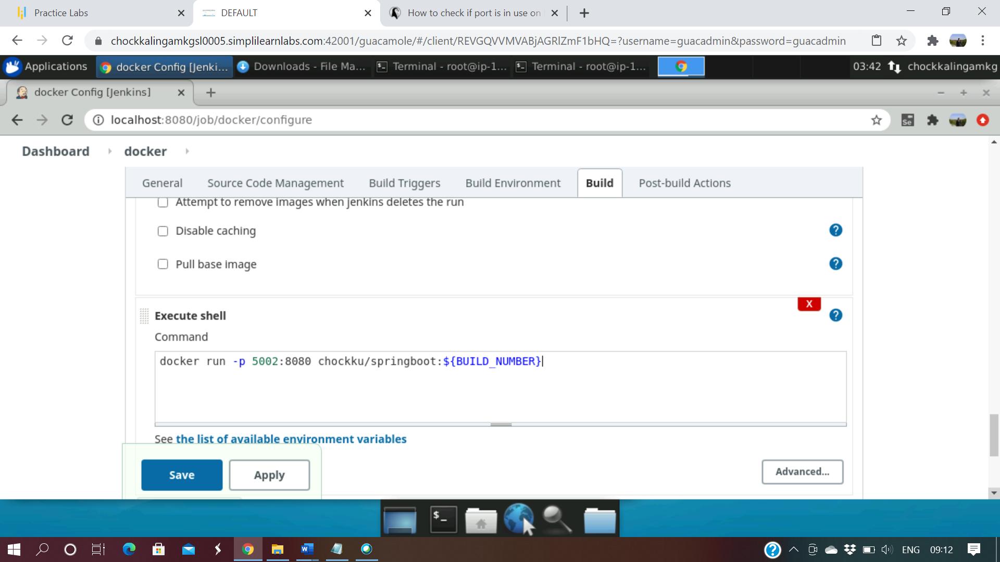 Practice Labs
DEFAULT
How to check if port is in use on
chockkalingamkgsl0005.simplilearnlabs.com:42001/guacamole/#/client/REVGQVVMVABjAGRlZmF1bHQ=?username=guacadmin&password=guacadmin
Applications
docker Config [Jenki...
Downloads - File Ma...
Terminal - root@ip-1...
Terminal - root@ip-1...
03:42
chockkalingamkg
docker Config [Jenkins]
localhost:8080/job/docker/configure
Se
Dashboard
docker
General
Source Code Management
Build Triggers
Build Environment
Build
Post-build Actions
Attempt to remove images when jenkins deletes the run
Disable caching
?
Pull base image
?
X
Execute shell
?
Command
docker run -p 5002:8080 chockku/springboot:${BUILD_NUMBER}
See the list of available environment variables
Save
Apply
Advanced...
$_
W
?
ENG
09:12